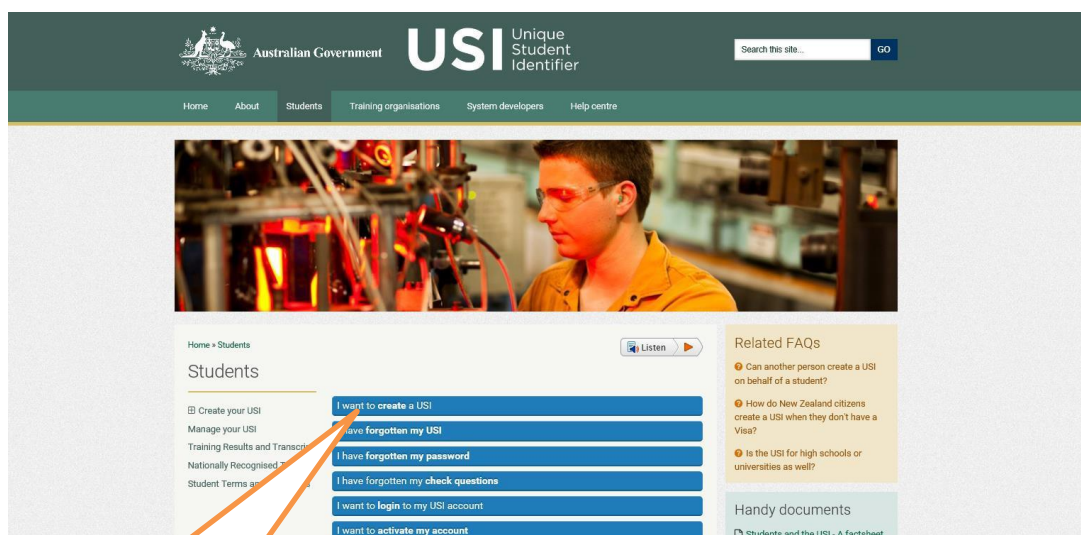 Australian Government
USI
Unique
Student
Identifier
Search this site...
GO
Home
About
Students
Training organisations
System developers
Help centre
Home » Students
Listen
Students
Create your USI
Manage your USI
Training Results and
Nationally Recognised
Student Terms
I want to create a USI
have forgotten my USI
I have forgotten my password
I have forgotten my check questions
I want to login to my USI account
I want to activate my account
Related FAQs
Can another person create a USI
on behalf of a student?
How do New Zealand citizens
create a USI when they don't have a
Visa?
Is the USI for high schools or
universities as well?
Handy documents
Students and the USI - A factsheet